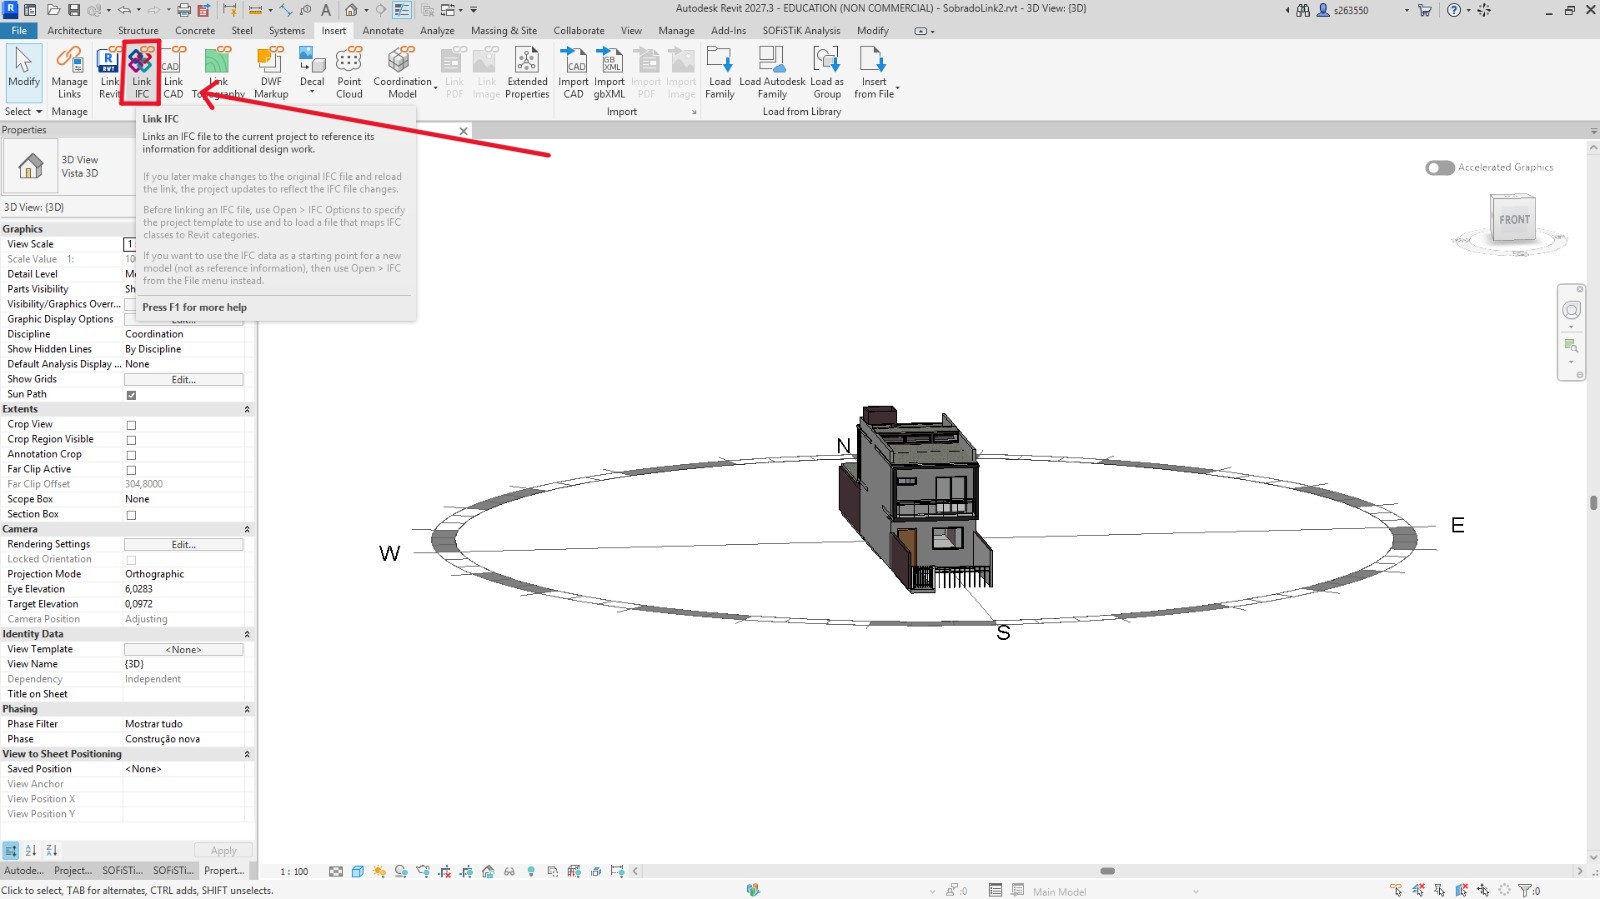 Autodesk Revit 2027.3 - EDUCATION (NON COMMERCIAL) - SobradoLink2.rvt - 3D View: {3D}
s263550
File Architecture Structure Concrete Steel Systems Insert Annotate Analyze Massing & Site Collaborate View Manage Add-Ins SOFiSTiK Analysis Modify
Modify
Manage Links
Link Revit
Link IFC
Link CAD
Link Topography
DWF Markup
Decal
Point Cloud
Coordination Model
Link PDF
Link Image
Extended Properties
Import CAD
Import gbXML
Import PDF
Import Image
Load Family
Load Autodesk Family
Load as Group
Insert from File
Select Manage Import Load from Library
Properties
Link IFC
Links an IFC file to the current project to reference its
information for additional design work.
If you later make changes to the original IFC file and reload
the link, the project updates to reflect the IFC file changes.
Before linking an IFC file, use Open > IFC Options to specify
the project template to use and to load a file that maps IFC
classes to Revit categories.
If you want to use the IFC data as a starting point for a new
model (not as reference information), then use Open > IFC
from the File menu instead.
Press F1 for more help
3D View
Vista 3D
3D View: {3D}
Graphics
View Scale 1
Scale Value 1: 10
Detail Level M
Parts Visibility Sh
Visibility/Graphics Overr...
Graphic Display Options Edit...
Discipline Coordination
Show Hidden Lines By Discipline
Default Analysis Display ... None
Show Grids Edit...
Sun Path
Extents
Crop View
Crop Region Visible
Annotation Crop
Far Clip Active
Far Clip Offset 304,8000
Scope Box None
Section Box
Camera
Rendering Settings Edit...
Locked Orientation
Projection Mode Orthographic
Eye Elevation 6,0283
Target Elevation 0,0972
Camera Position Adjusting
Identity Data
View Template <None>
View Name {3D}
Dependency Independent
Title on Sheet
Phasing
Phase Filter Mostrar tudo
Phase Construção nova
View to Sheet Positioning
Saved Position <None>
View Anchor
View Position X
View Position Y
Apply
Autode... Project... SOFiSTi... SOFiSTi... Propert...
Accelerated Graphics
FRONT
N
E
W
S
1 : 100
Click to select, TAB for alternates, CTRL adds, SHIFT unselects.
:0
Main Model
:0